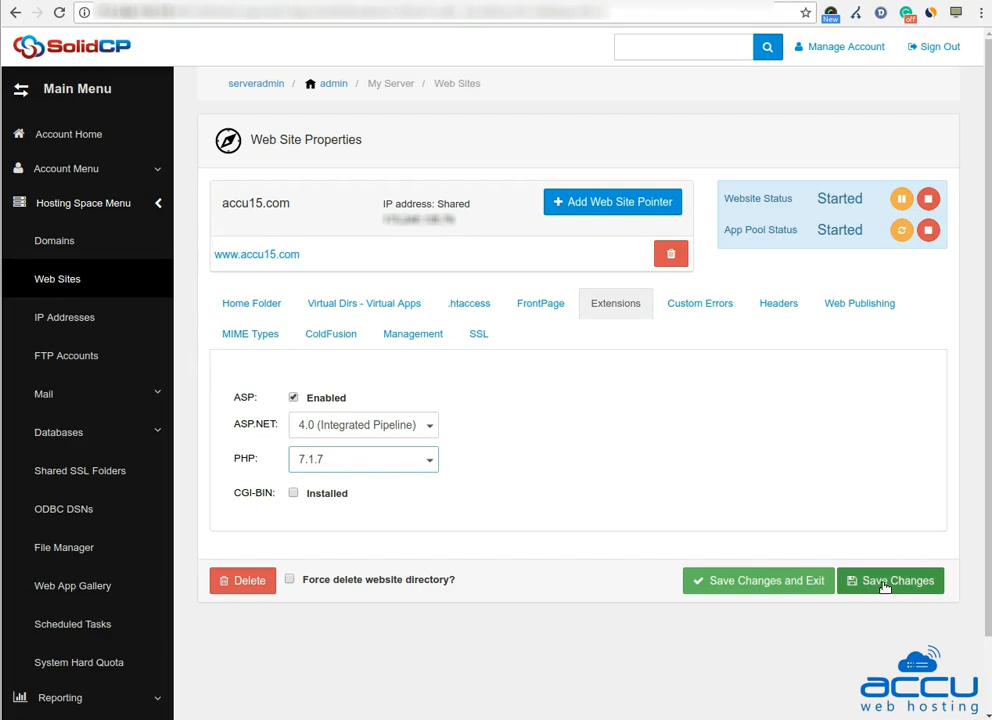 New
off
SolidCP
Manage Account
Sign Out
Main Menu
serveradmin / admin / My Server / Web Sites
Account Home
Web Site Properties
Account Menu
accu15.com
IP address: Shared
+ Add Web Site Pointer
Website Status
Started
Hosting Space Menu
App Pool Status
Started
Domains
www.accu15.com
Web Sites
Home Folder
Virtual Dirs - Virtual Apps
.htaccess
FrontPage
Extensions
Custom Errors
Headers
Web Publishing
IP Addresses
MIME Types
ColdFusion
Management
SSL
FTP Accounts
Mail
ASP:
Enabled
ASP.NET:
4.0 (Integrated Pipeline)
Databases
PHP:
7.1.7
Shared SSL Folders
CGI-BIN:
Installed
ODBC DSNs
File Manager
Delete
Force delete website directory?
Save Changes and Exit
Save Changes
Web App Gallery
Scheduled Tasks
System Hard Quota
Reporting
ACCU
web hosting